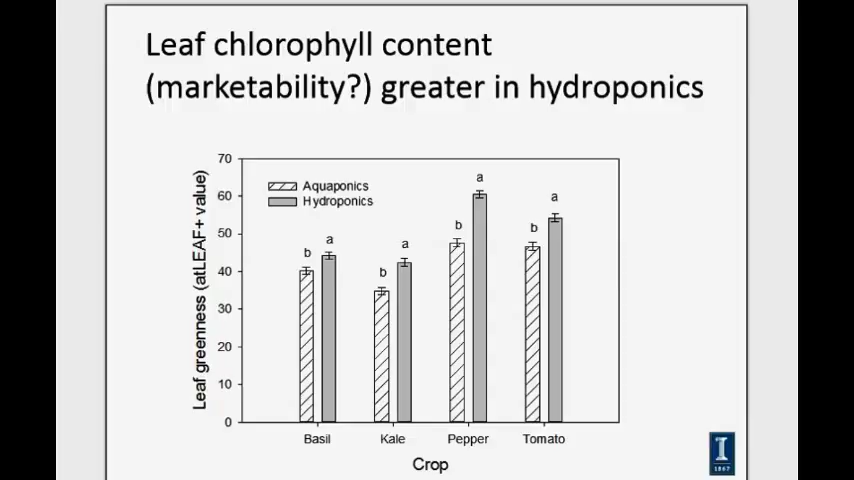 Leaf chlorophyll content
(marketability?) greater in hydroponics
70
60
50
40
30
20
10
0
Leaf greenness (atLEAF+ value)
Aquaponics
Hydroponics
b
a
b
a
b
a
b
a
Basil
Kale
Pepper
Tomato
Crop
I
1867